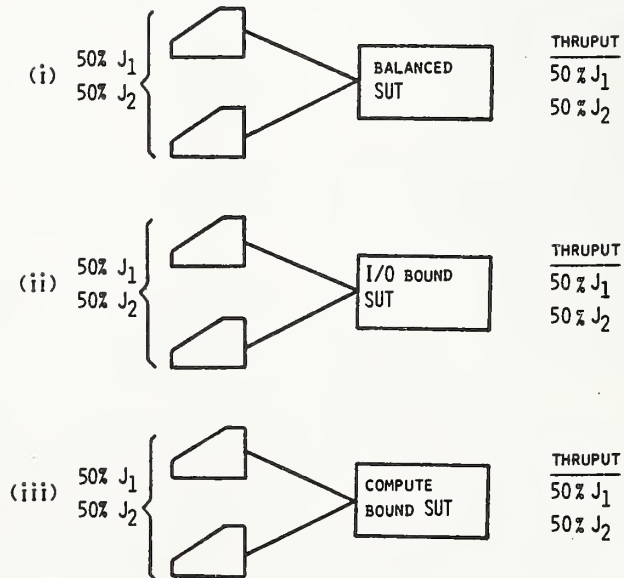 (i)
50% J1
50% J2
BALANCED
SUT
THRUPUT
50% J1
50% J2
(ii)
50% J1
50% J2
I/O BOUND
SUT
THRUPUT
50% J1
50% J2
(iii)
50% J1
50% J2
COMPUTE
BOUND SUT
THRUPUT
50% J1
50% J2